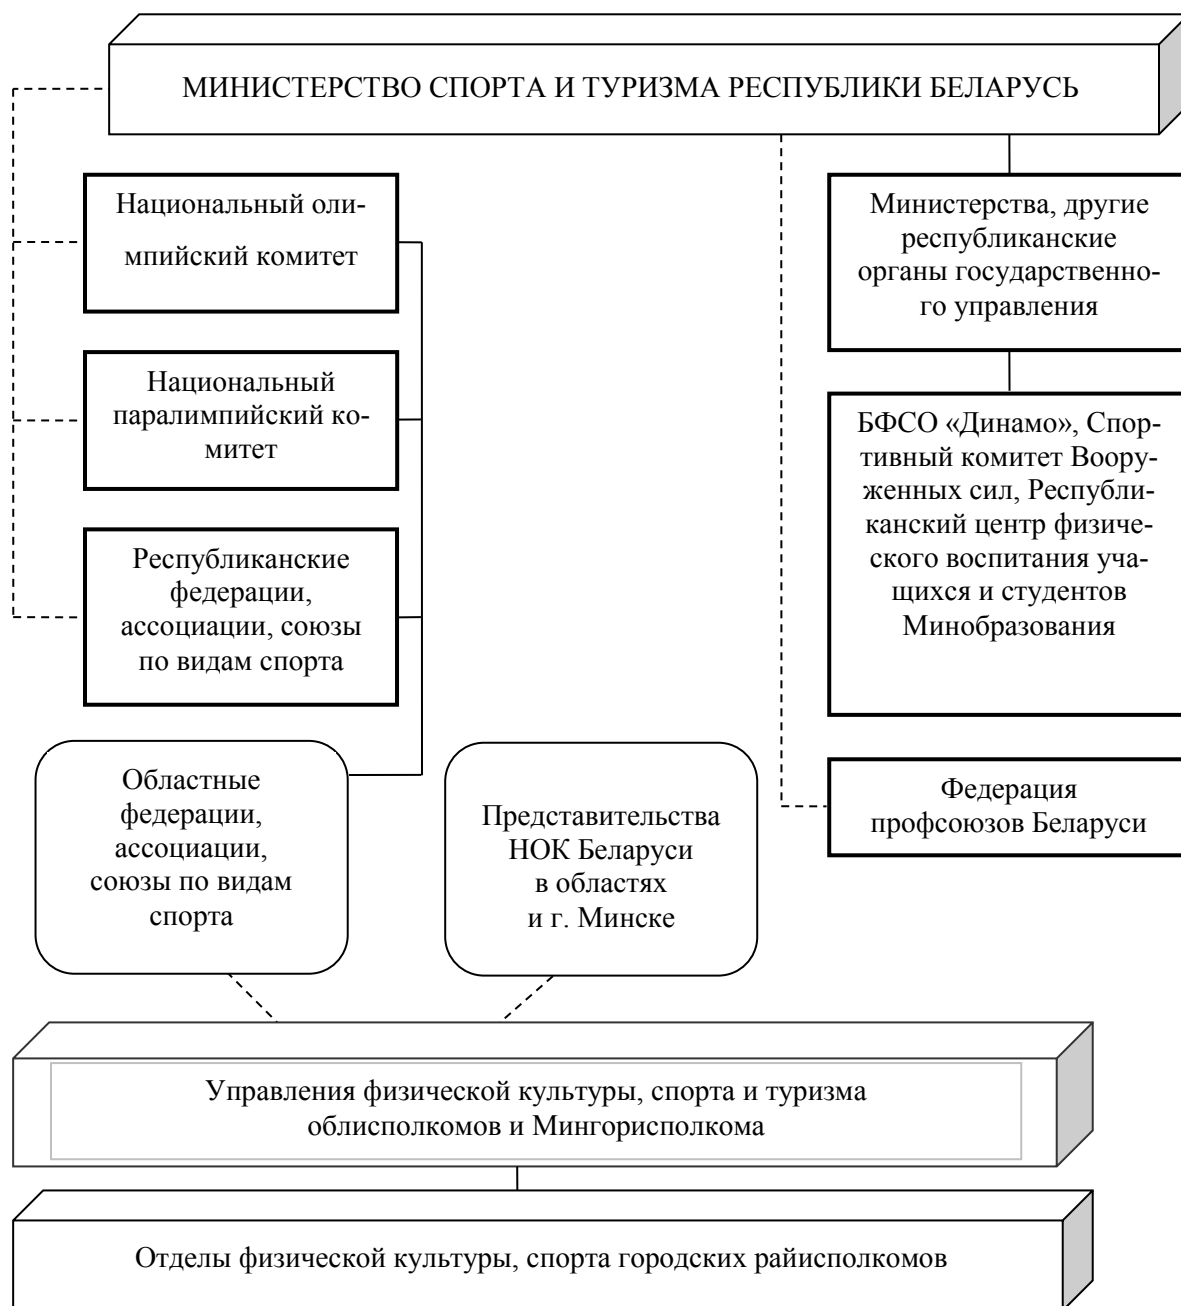 МИНИСТЕРСТВО СПОРТА И ТУРИЗМА РЕСПУБЛИКИ БЕЛАРУСЬ
Национальный оли-
мпийский комитет
Министерства, другие
республиканские
органы государственно-
го управления
Национальный
паралимпийский ко-
митет
БФСО «Динамо», Спор-
тивный комитет Воору-
женных сил, Республи-
канский центр физиче-
ского воспитания уча-
щихся и студентов
Минобразования
Республиканские
федерации,
ассоциации, союзы
по видам спорта
Областные
федерации,
ассоциации,
союзы по видам
спорта
Представительства
НОК Беларуси
в областях
и г. Минске
Федерация
профсоюзов Беларуси
Управления физической культуры, спорта и туризма
облисполкомов и Мингорисполкома
Отделы физической культуры, спорта городских райисполкомов